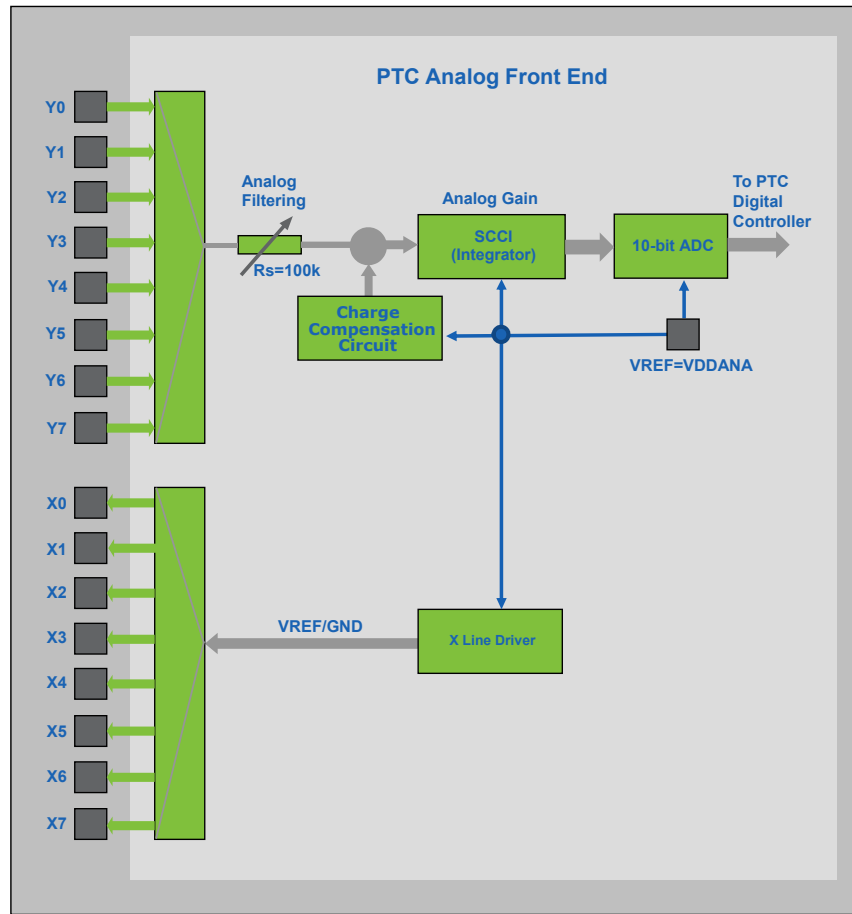 PTC Analog Front End
Y0
Y1
Y2
Y3
Y4
Y5
Y6
Y7
Analog
Filtering
Rs=100k
Analog Gain
SCCI
(Integrator)
10-bit ADC
To PTC
Digital
Controller
Charge
Compensation
Circuit
VREF=VDDANA
X0
X1
X2
X3
X4
X5
X6
X7
VREF/GND
X Line Driver